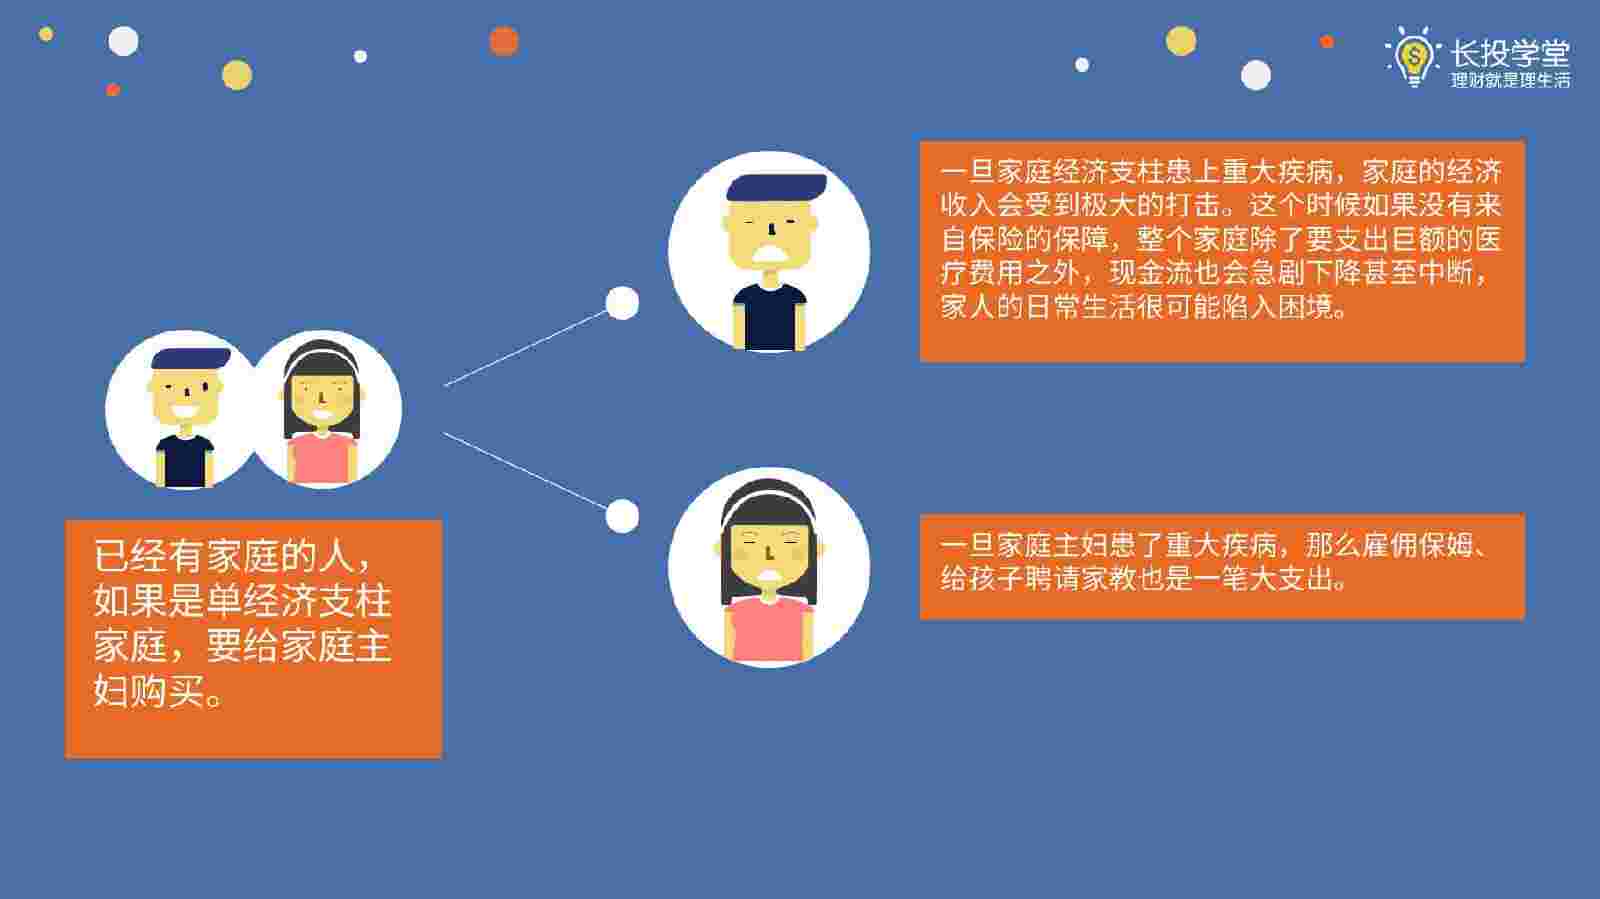 长投学堂
理财就是理生活
一旦家庭经济支柱患上重大疾病，家庭的经济
收入会受到极大的打击。这个时候如果没有来
自保险的保障，整个家庭除了要支出巨额的医
疗费用之外，现金流也会急剧下降甚至中断，
家人的日常生活很可能陷入困境。
已经有家庭的人，
如果是单经济支柱
家庭，要给家庭主
妇购买。
一旦家庭主妇患了重大疾病，那么雇佣保姆、
给孩子聘请家教也是一笔大支出。